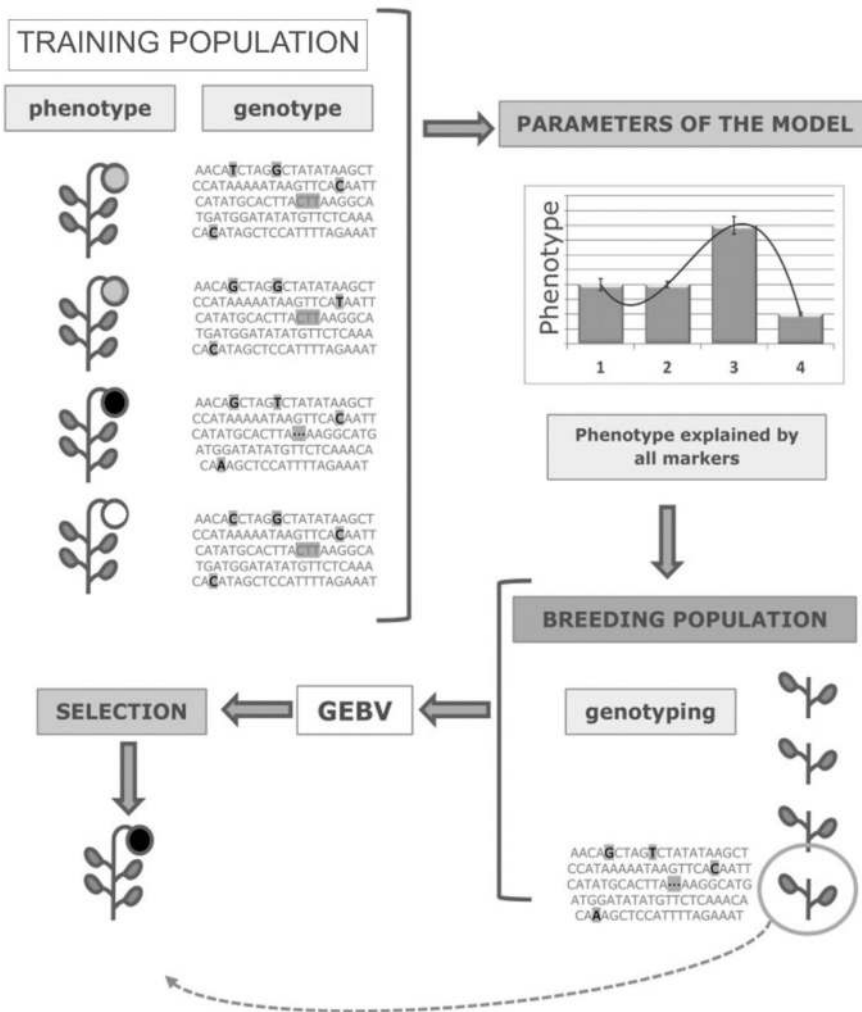 TRAINING POPULATION
phenotype
genotype
AACATCTAGGCTATATAAGCT
CCATAAAAATAAGTTCACAATT
CATATGCACTTACTTAAGGCA
TGATGGATATATGTTCTCAAA
CACATAGCTCCATTTTAGAAAT
AACAGCTAGGCTATATAAGCT
CCATAAAAATAAGTTCATAATT
CATATGCACTTACTTAAGGCA
TGATGGATATATGTTCTCAAA
CACATAGCTCCATTTTAGAAAT
AACAGCTAGTCTATATAAGCT
CCATAAAAATAAGTTCACAATT
CATATGCACTTA···AAGGCATG
ATGGATATATGTTCTCAAACA
CAAAGCTCCATTTTAGAAAT
AACACCTAGGCTATATAAGCT
CCATAAAAATAAGTTCACAATT
CATATGCACTTACTTAAGGCA
TGATGGATATATGTTCTCAAA
CACATAGCTCCATTTTAGAAAT
PARAMETERS OF THE MODEL
Phenotype
1 2 3 4
Phenotype explained by
all markers
BREEDING POPULATION
genotyping
AACAGCTAGTCTATATAAGCT
CCATAAAAATAAGTTCACAATT
CATATGCACTTA···AAGGCATG
ATGGATATATGTTCTCAAACA
CAAAGCTCCATTTTAGAAAT
GEBV
SELECTION